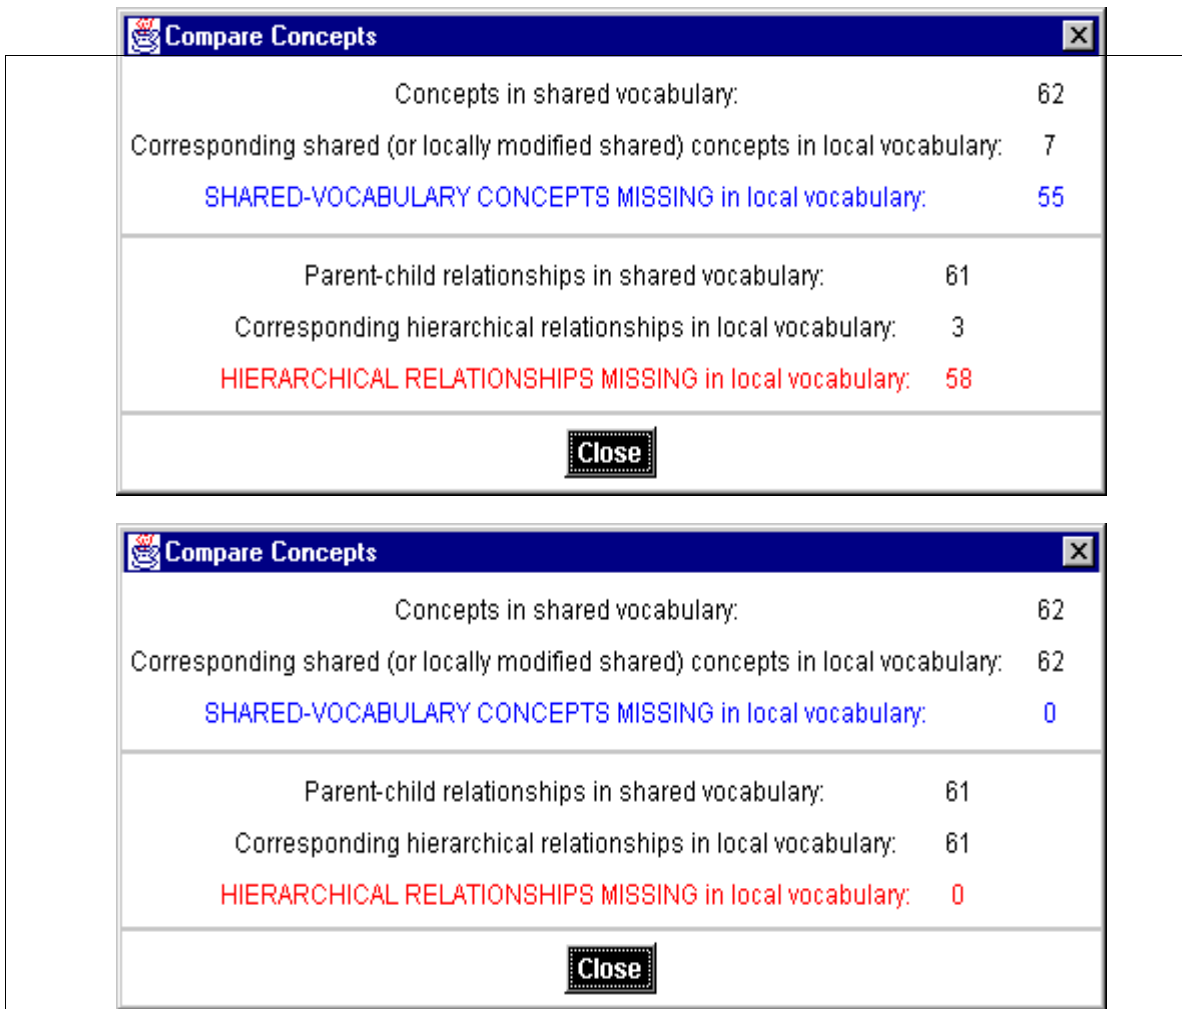 Compare Concepts
Concepts in shared vocabulary: 62
Corresponding shared (or locally modified shared) concepts in local vocabulary: 7
SHARED-VOCABULARY CONCEPTS MISSING in local vocabulary: 55
Parent-child relationships in shared vocabulary: 61
Corresponding hierarchical relationships in local vocabulary: 3
HIERARCHICAL RELATIONSHIPS MISSING in local vocabulary: 58
Close
Compare Concepts
Concepts in shared vocabulary: 62
Corresponding shared (or locally modified shared) concepts in local vocabulary: 62
SHARED-VOCABULARY CONCEPTS MISSING in local vocabulary: 0
Parent-child relationships in shared vocabulary: 61
Corresponding hierarchical relationships in local vocabulary: 61
HIERARCHICAL RELATIONSHIPS MISSING in local vocabulary: 0
Close